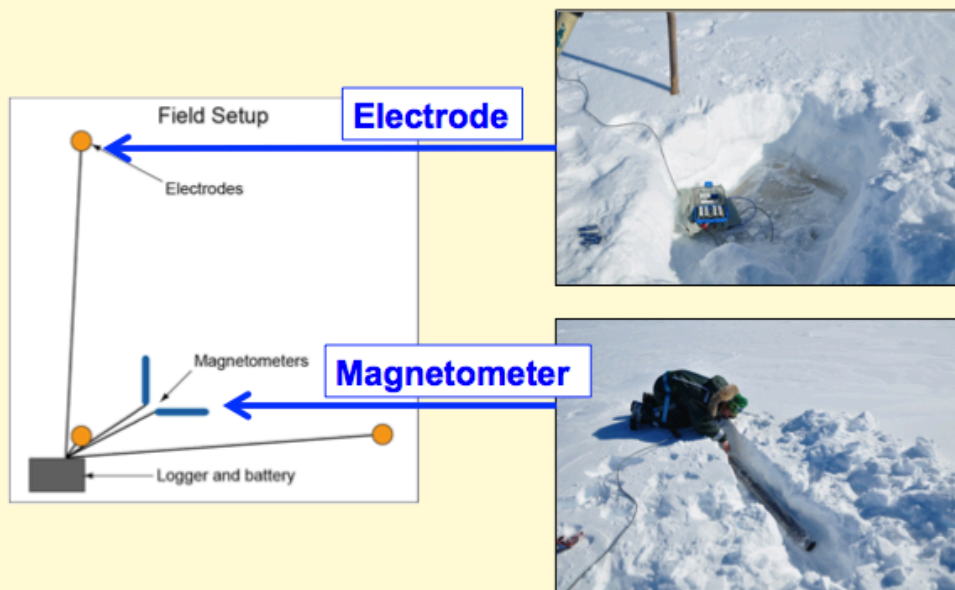 Field Setup
Electrode
Electrodes
Magnetometers
Magnetometer
Logger and battery